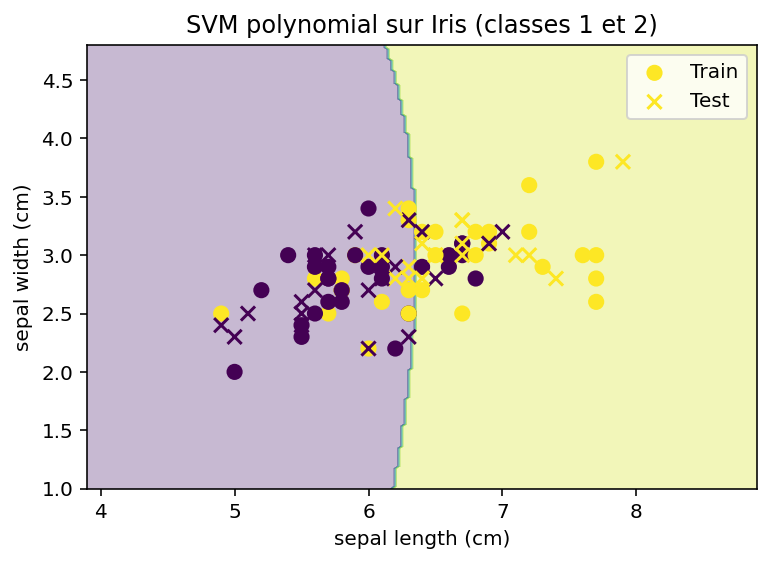 SVM polynomial sur Iris (classes 1 et 2)
Train
Test
sepal width (cm)
4.5
4.0
3.5
3.0
2.5
2.0
1.5
1.0
4 5 6 7 8
sepal length (cm)